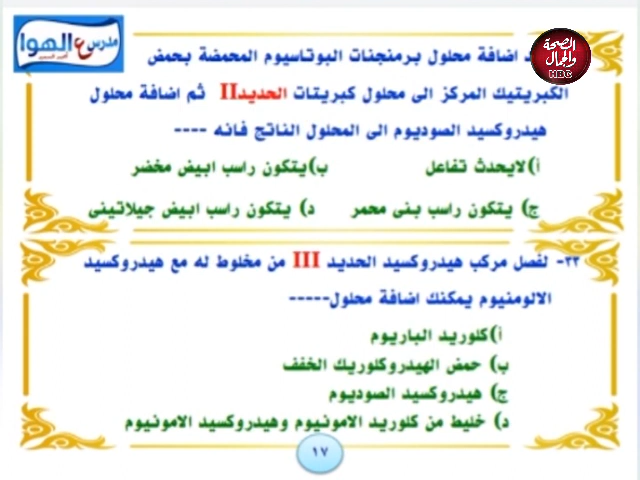 مدرس ع الهوا
الصحة
والجمال
HBC
اضافة محلول برمنجنات البوتاسيوم المحمضة بحمض
الكبريتيك المركز الى محلول كبريتات الحديدII ثم اضافة محلول
هيدروكسيد الصوديوم الى المحلول الناتج فانه ----
أ)لايحدث تفاعل ب)يتكون راسب ابيض مخضر
ج) يتكون راسب بنى محمر د) يتكون راسب ابيض جيلاتينى
٣٣- لفصل مركب هيدروكسيد الحديد III من مخلوط له مع هيدروكسيد
الالومنيوم يمكنك اضافة محلول-----
أ)كلوريد الباريوم
ب) حمض الهيدروكلوريك الخفف
ج) هيدروكسيد الصوديوم
د) خليط من كلوريد الامونيوم وهيدروكسيد الامونيوم
١٧